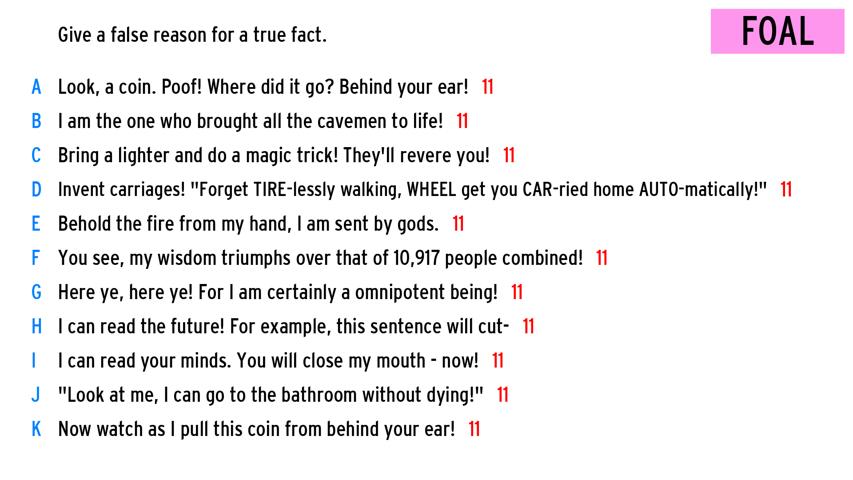 Give a false reason for a true fact.
FOAL
A Look, a coin. Poof! Where did it go? Behind your ear! 11
B I am the one who brought all the cavemen to life! 11
C Bring a lighter and do a magic trick! They'll revere you! 11
D Invent carriages! "Forget TIRE-lessly walking, WHEEL get you CAR-ried home AUTO-matically!" 11
E Behold the fire from my hand, I am sent by gods. 11
F You see, my wisdom triumphs over that of 10,917 people combined! 11
G Here ye, here ye! For I am certainly a omnipotent being! 11
H I can read the future! For example, this sentence will cut- 11
I I can read your minds. You will close my mouth - now! 11
J "Look at me, I can go to the bathroom without dying!" 11
K Now watch as I pull this coin from behind your ear! 11